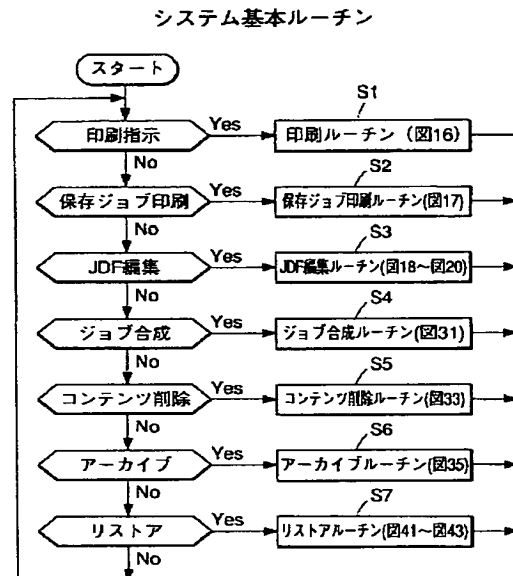 システム基本ルーチン
スタート
S1
印刷指示
Yes
印刷ルーチン (図16)
No
S2
保存ジョブ印刷
Yes
保存ジョブ印刷ルーチン(図17)
No
S3
JDF編集
Yes
JDF編集ルーチン(図18～図20)
No
S4
ジョブ合成
Yes
ジョブ合成ルーチン(図31)
No
S5
コンテンツ削除
Yes
コンテンツ削除ルーチン(図33)
No
S6
アーカイブ
Yes
アーカイブルーチン(図35)
No
S7
リストア
Yes
リストアルーチン(図41～図43)
No